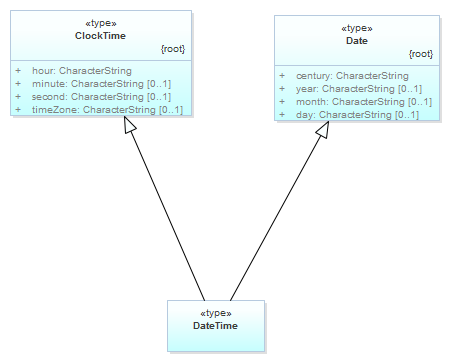 «type»
ClockTime
{root}
+ hour: CharacterString
+ minute: CharacterString [0..1]
+ second: CharacterString [0..1]
+ timeZone: CharacterString [0..1]
«type»
Date
{root}
+ century: CharacterString
+ year: CharacterString [0..1]
+ month: CharacterString [0..1]
+ day: CharacterString [0..1]
«type»
DateTime